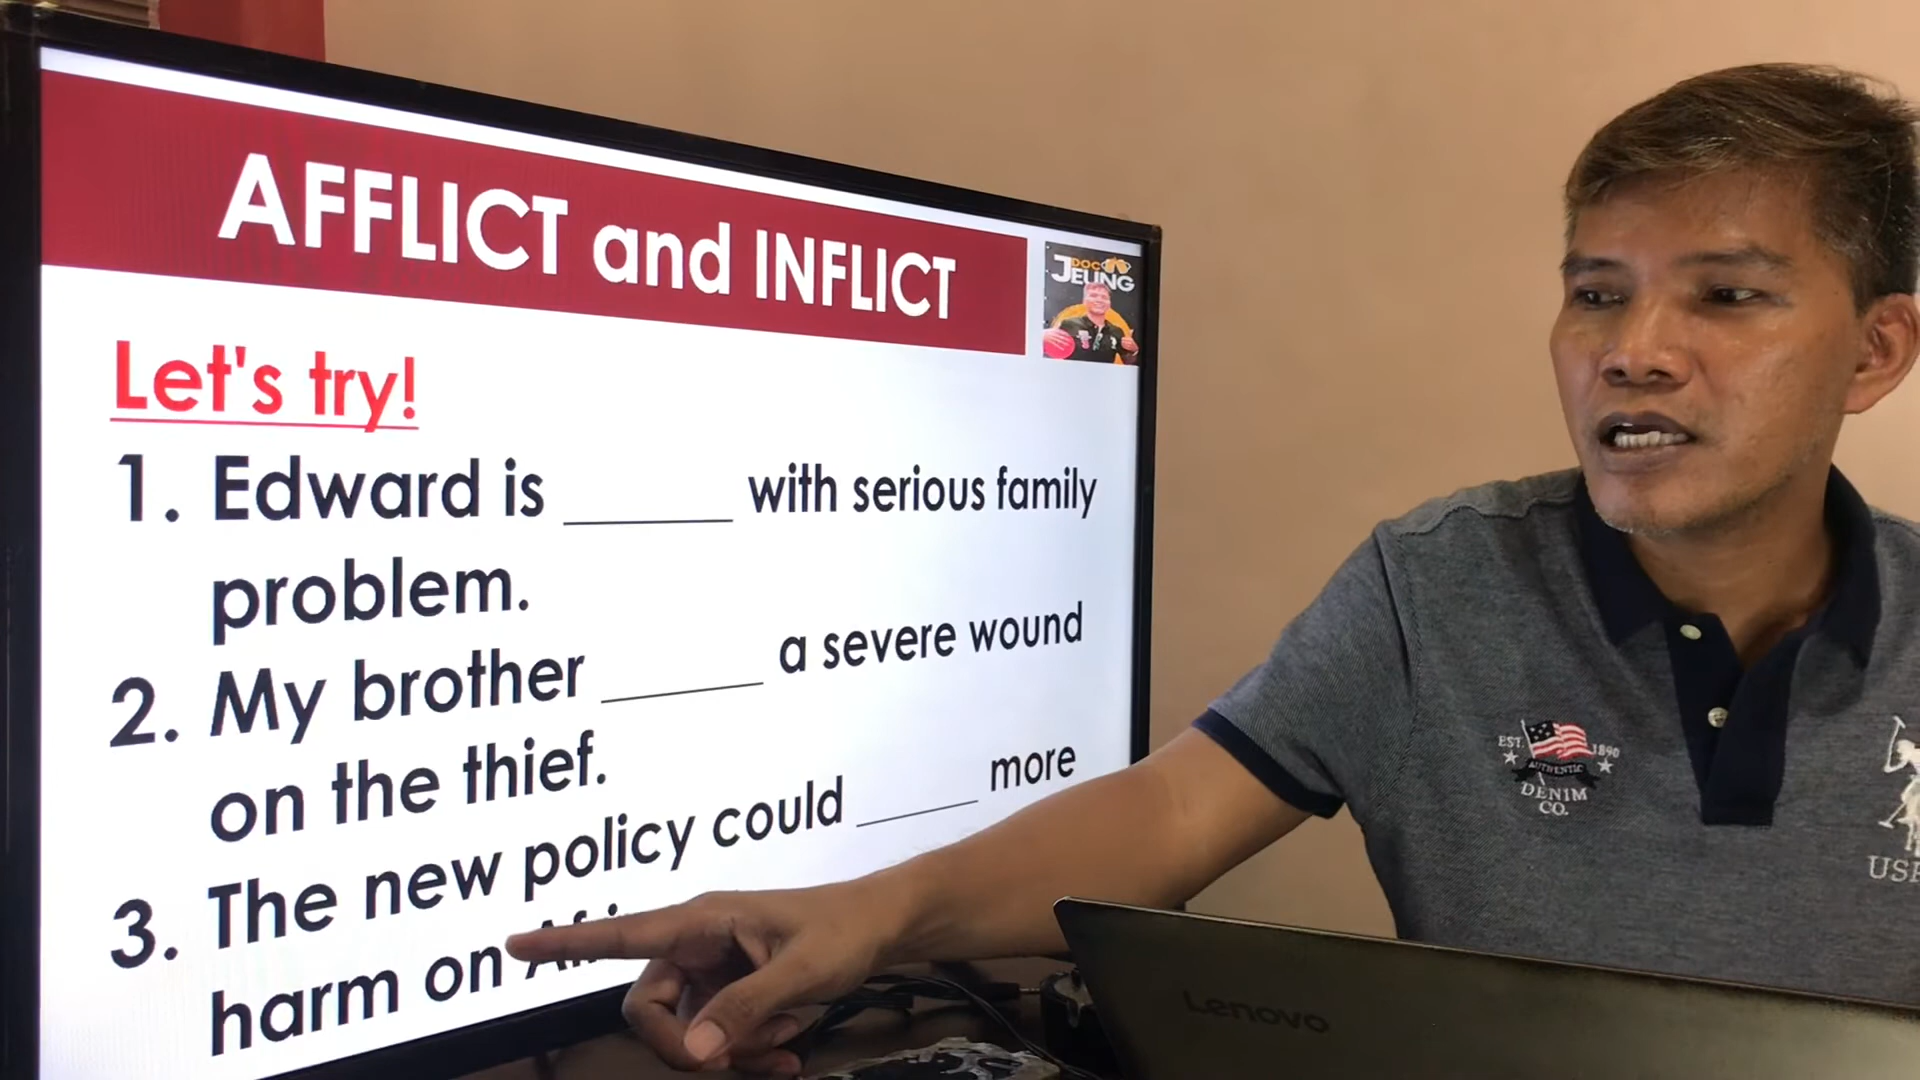 AFFLICT and INFLICT
DOC
JEUNG
Let's try!
1. Edward is ______ with serious family
problem.
2. My brother ______ a severe wound
on the thief.
3. The new policy could ______ more
harm on
EST. 1890
AUTHENTIC
DENIM
CO.
Lenovo